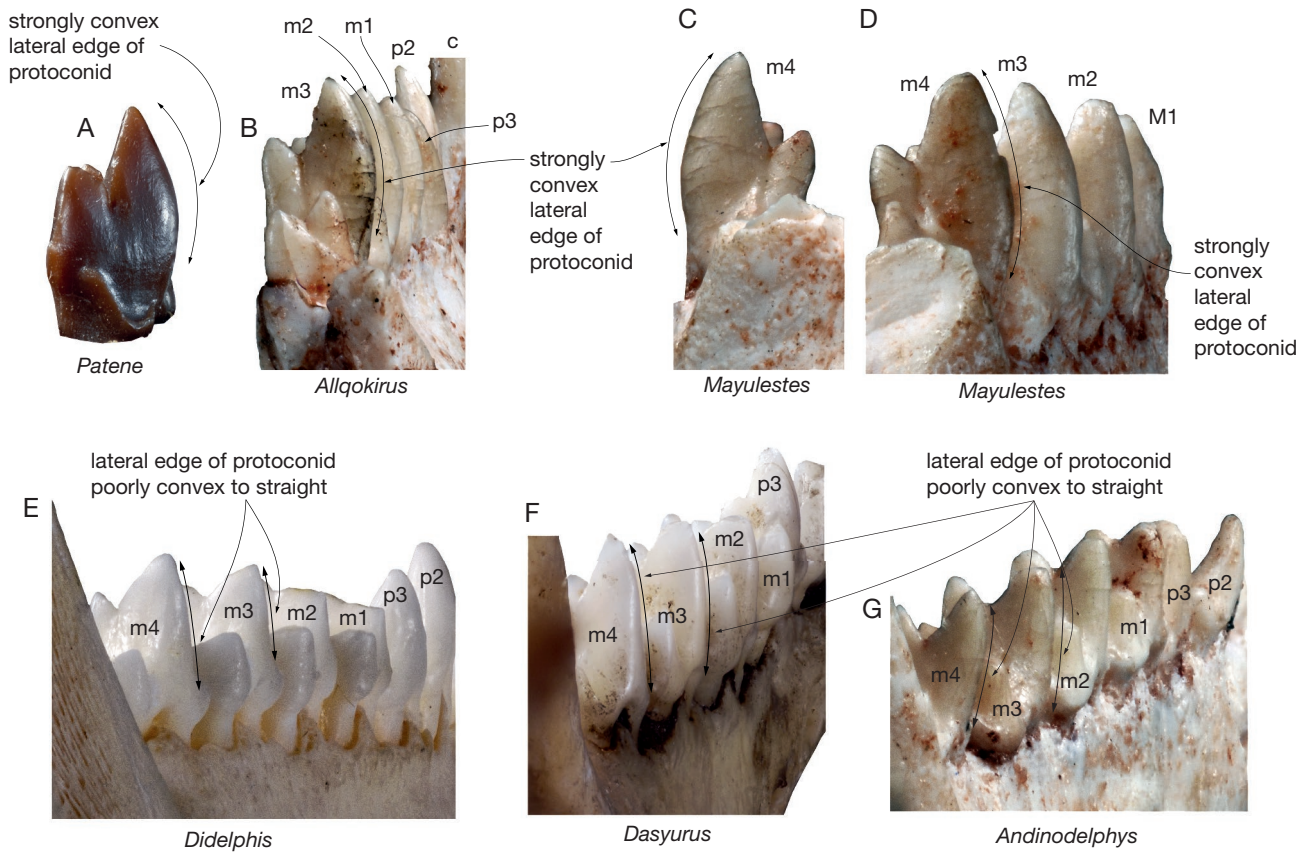 strongly convex
lateral edge of
protoconid
A
Patene
B
m3
m2
m1
p2
c
p3
Allqokirus
strongly
convex
lateral
edge of
protoconid
C
m4
Mayulestes
D
m4
m3
m2
M1
strongly
convex
lateral
edge of
protoconid
Mayulestes
lateral edge of protoconid
poorly convex to straight
E
m4
m3
m2
m1
p3
p2
Didelphis
F
m4
m3
m2
m1
p3
Dasyurus
lateral edge of protoconid
poorly convex to straight
G
m4
m3
m2
m1
p3
p2
Andinodelphys